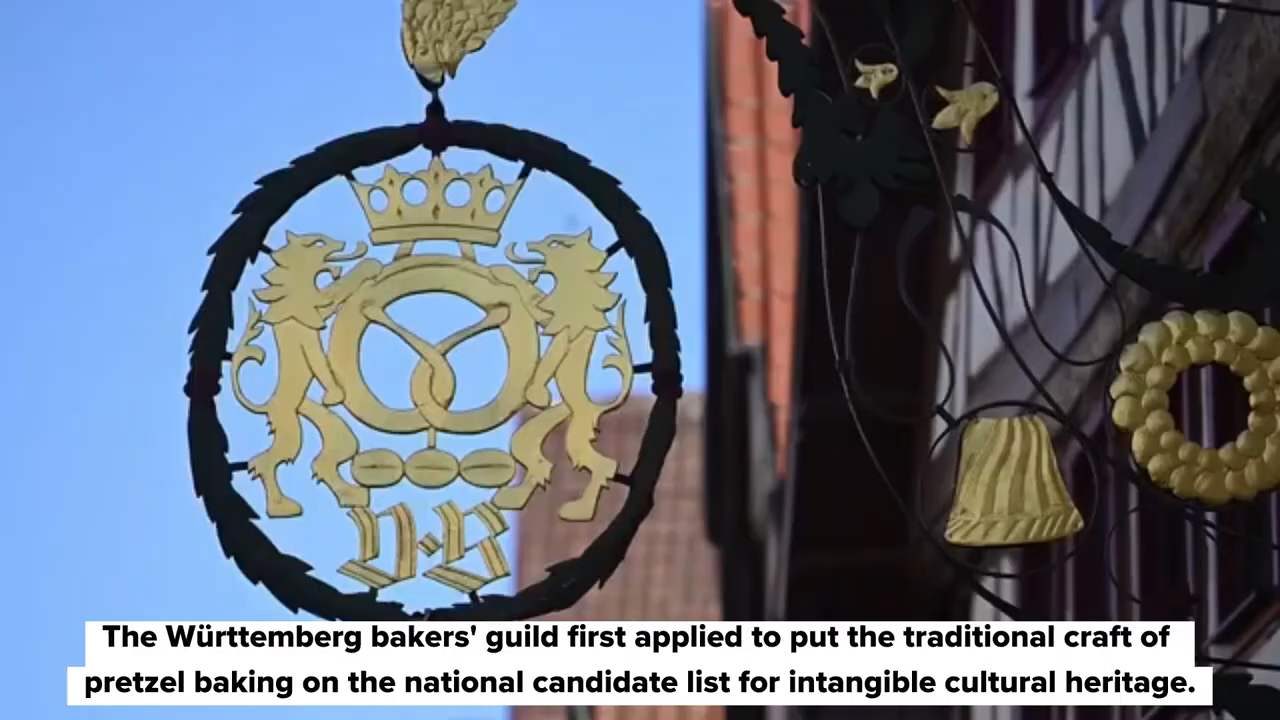 The Württemberg bakers' guild first applied to put the traditional craft of
pretzel baking on the national candidate list for intangible cultural heritage.